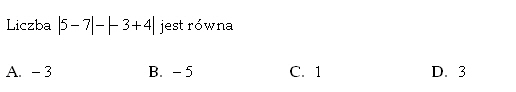 Liczba |5−7|−|−3+4| jest równa
A. −3 B. −5 C. 1 D. 3